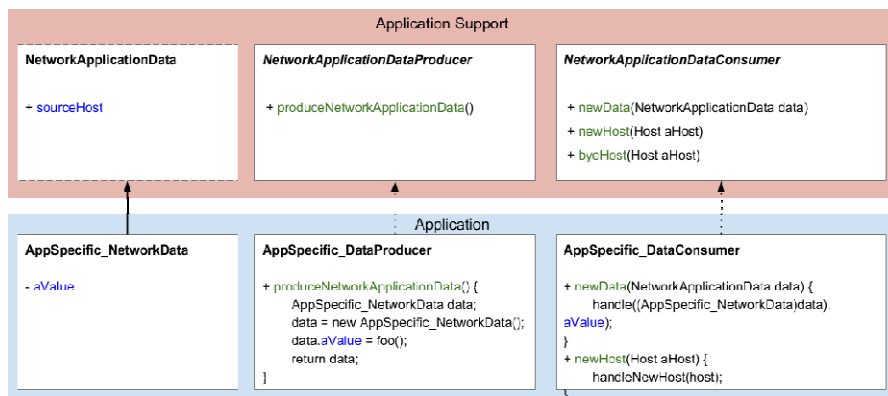 Application Support
NetworkApplicationData
+ sourceHost
NetworkApplicationDataProducer
+ produceNetworkApplicationData()
NetworkApplicationDataConsumer
+ newData(NetworkApplicationData data)
+ newHost(Host aHost)
+ byeHost(Host aHost)
Application
AppSpecific_NetworkData
- aValue
AppSpecific_DataProducer
+ produceNetworkApplicationData() {
AppSpecific_NetworkData data;
data = new AppSpecific_NetworkData();
data.aValue = foo();
return data;
}
AppSpecific_DataConsumer
+ newData(NetworkApplicationData data) {
handle((AppSpecific_NetworkData)data).
aValue);
}
+ newHost(Host aHost) {
handleNewHost(host);